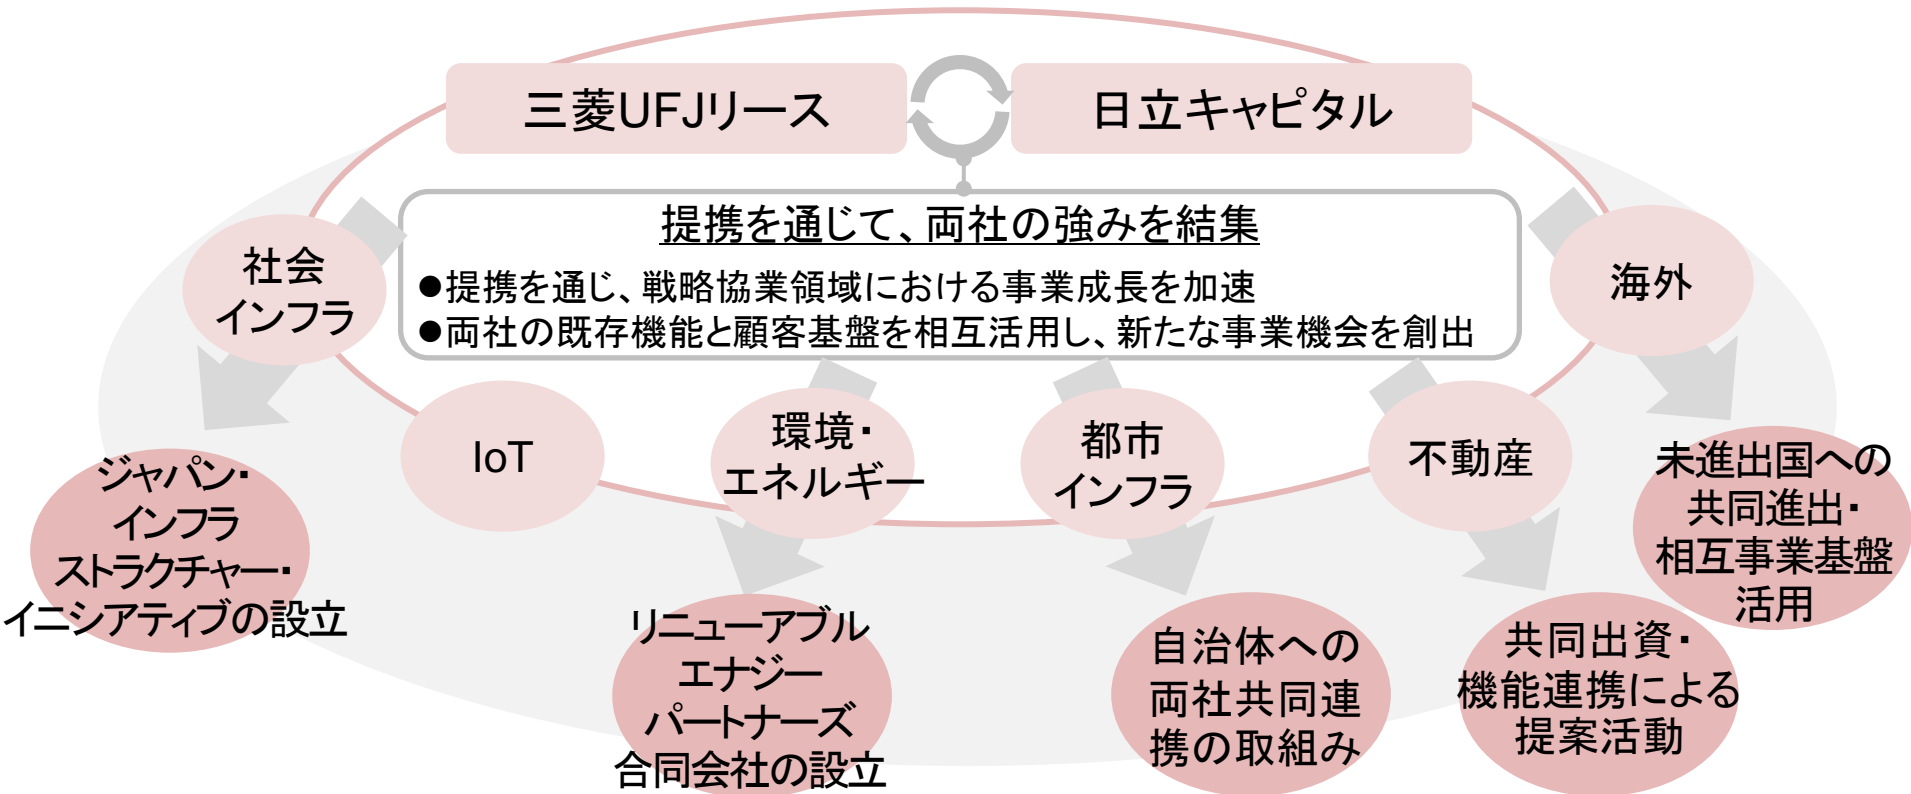 三菱UFJリース
日立キャピタル
提携を通じて、両社の強みを結集
●提携を通じ、戦略協業領域における事業成長を加速
●両社の既存機能と顧客基盤を相互活用し、新たな事業機会を創出
社会
インフラ
IoT
環境・
エネルギー
都市
インフラ
不動産
海外
ジャパン・
インフラ
ストラクチャー・
イニシアティブの設立
リニューアブル
エナジー
パートナーズ
合同会社の設立
自治体への
両社共同連
携の取組み
共同出資・
機能連携による
提案活動
未進出国への
共同進出・
相互事業基盤
活用